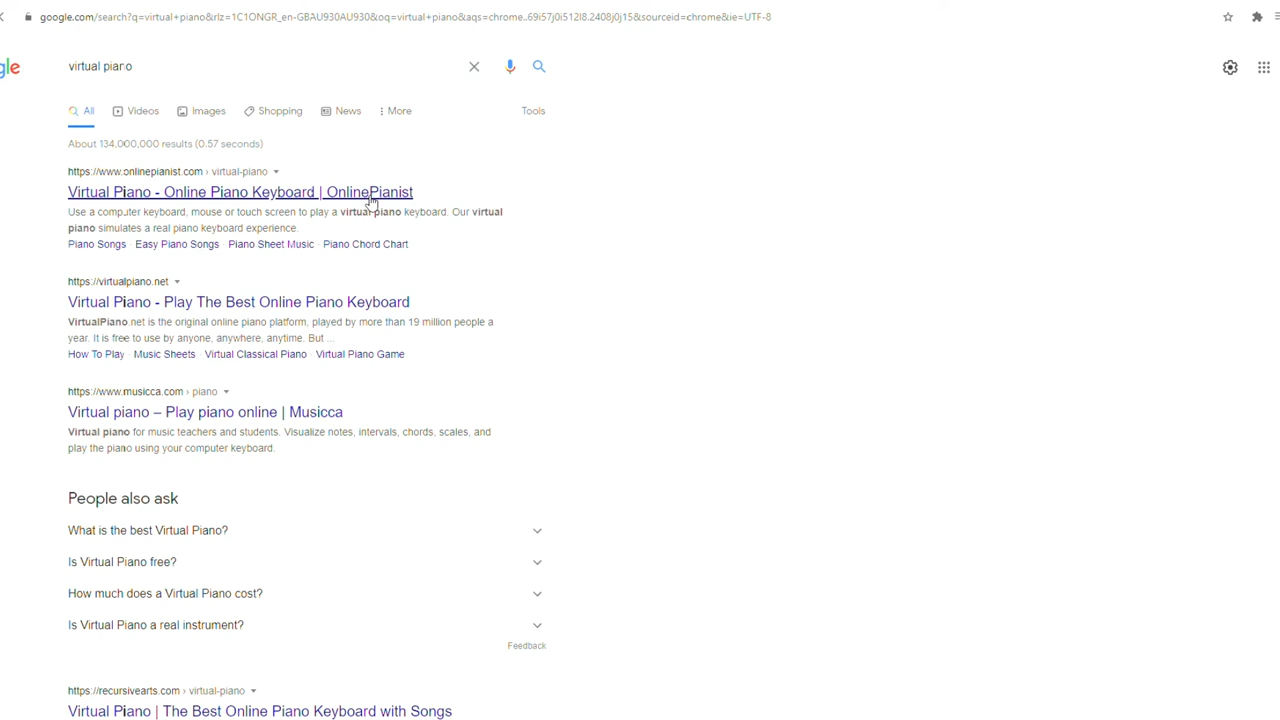 google.com/search?q=virtual+piano&rlz=1C1ONGR_en-GBAU930AU930&oq=virtual+piano&aqs=chrome..69i57j0i512l8.2408j0j15&sourceid=chrome&ie=UTF-8
gle virtual piano
All Videos Images Shopping News More Tools
About 134,000,000 results (0.57 seconds)
https://www.onlinepianist.com › virtual-piano
Virtual Piano - Online Piano Keyboard | OnlinePianist
Use a computer keyboard, mouse or touch screen to play a virtual piano keyboard. Our virtual
piano simulates a real piano keyboard experience.
Piano Songs · Easy Piano Songs · Piano Sheet Music · Piano Chord Chart
https://virtualpiano.net
Virtual Piano - Play The Best Online Piano Keyboard
VirtualPiano.net is the original online piano platform, played by more than 19 million people a
year. It is free to use by anyone, anywhere, anytime. But ...
How To Play · Music Sheets · Virtual Classical Piano · Virtual Piano Game
https://www.musicca.com › piano
Virtual piano – Play piano online | Musicca
Virtual piano for music teachers and students. Visualize notes, intervals, chords, scales, and
play the piano using your computer keyboard.
People also ask
What is the best Virtual Piano?
Is Virtual Piano free?
How much does a Virtual Piano cost?
Is Virtual Piano a real instrument?
Feedback
https://recursivearts.com › virtual-piano
Virtual Piano | The Best Online Piano Keyboard with Songs